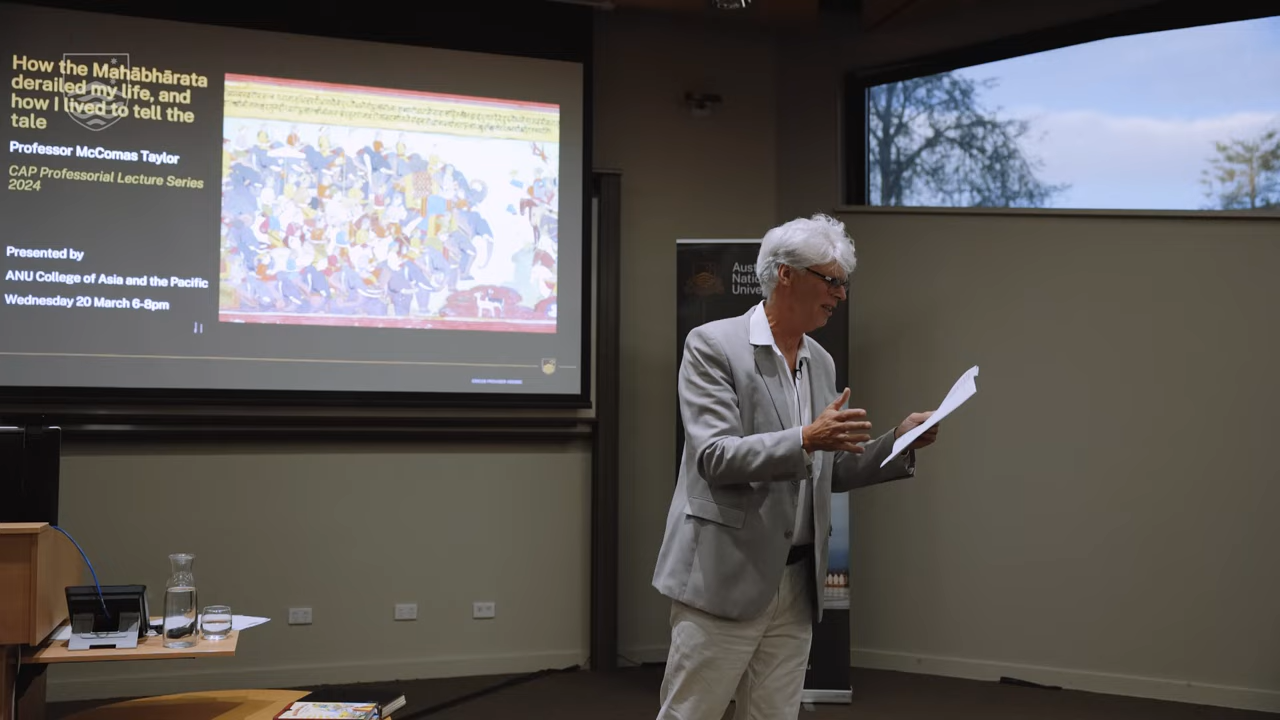 How the Mahābhārata
derailed my life, and
how I lived to tell the
tale
Professor McComas Taylor
CAP Professorial Lecture Series
2024
Presented by
ANU College of Asia and the Pacific
Wednesday 20 March 6-8pm